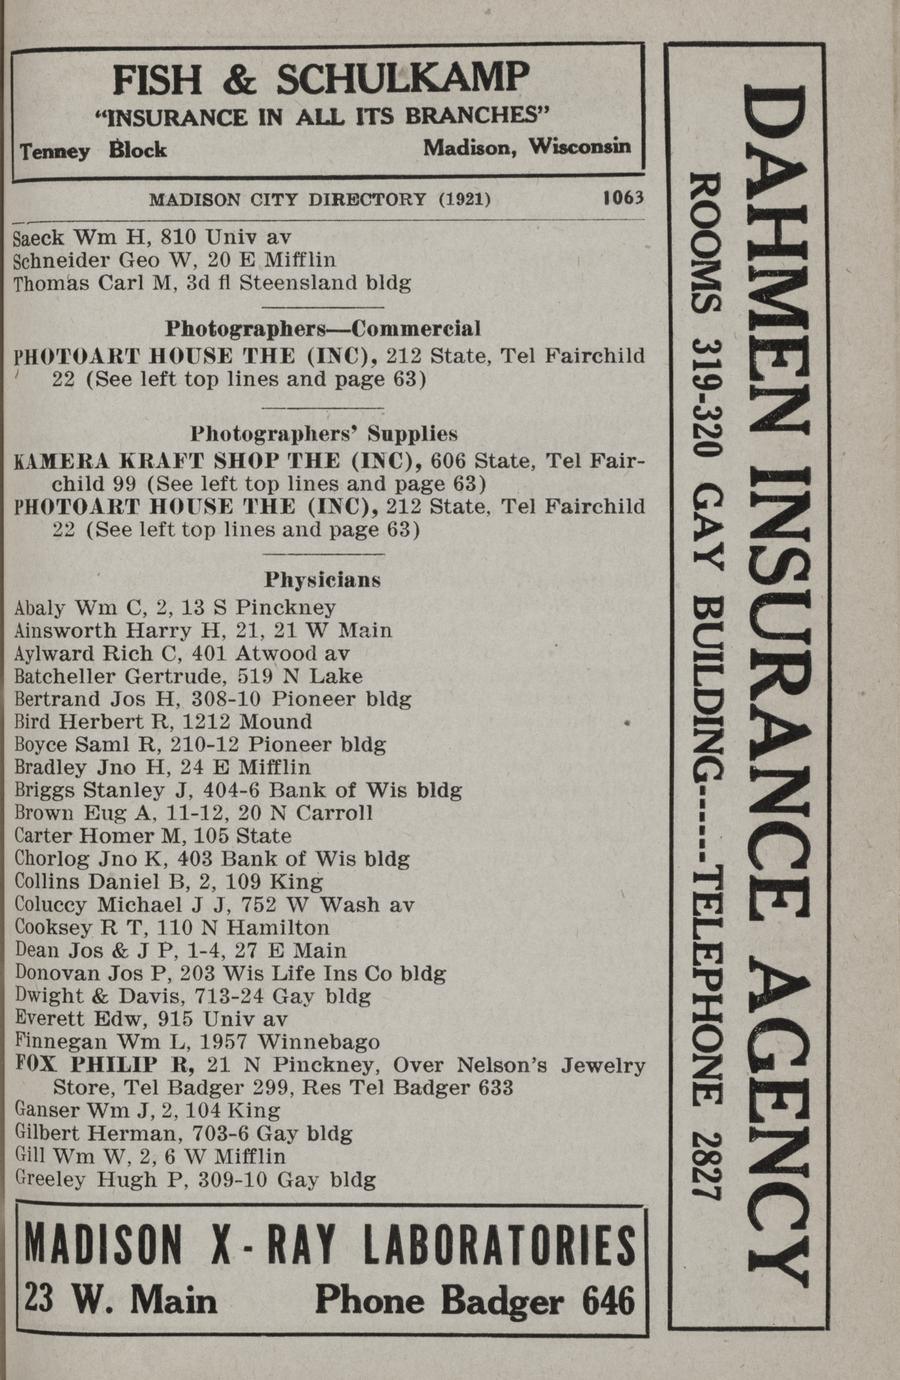 FISH & SCHULKAMP
“INSURANCE IN ALL ITS BRANCHES”
Tenney Block Madison, Wisconsin
MADISON CITY DIRECTORY (1921) 1063
Saeck Wm H, 810 Univ av
Schneider Geo W, 20 E Mifflin
Thomas Carl M, 3d fl Steensland bldg
Photographers—Commercial
PHOTOART HOUSE THE (INC), 212 State, Tel Fairchild
22 (See left top lines and page 63)
Photographers’ Supplies
KAMERA KRAFT SHOP THE (INC), 606 State, Tel Fair-
child 99 (See left top lines and page 63)
PHOTOART HOUSE THE (INC), 212 State, Tel Fairchild
22 (See left top lines and page 63)
Physicians
Abaly Wm C, 2, 13 S Pinckney
Ainsworth Harry H, 21, 21 W Main
Aylward Rich C, 401 Atwood av
Batcheller Gertrude, 519 N Lake
Bertrand Jos H, 308-10 Pioneer bldg
Bird Herbert R, 1212 Mound
Boyce Saml R, 210-12 Pioneer bldg
Bradley Jno H, 24 E Mifflin
Briggs Stanley J, 404-6 Bank of Wis bldg
Brown Eug A, 11-12, 20 N Carroll
Carter Homer M, 105 State
Chorlog Jno K, 403 Bank of Wis bldg
Collins Daniel B, 2, 109 King
Coluccy Michael J J, 752 W Wash av
Cooksey R T, 110 N Hamilton
Dean Jos & J P, 1-4, 27 E Main
Donovan Jos P, 203 Wis Life Ins Co bldg
Dwight & Davis, 713-24 Gay bldg
Everett Edw, 915 Univ av
Finnegan Wm L, 1957 Winnebago
FOX PHILIP R, 21 N Pinckney, Over Nelson’s Jewelry
Store, Tel Badger 299, Res Tel Badger 633
Ganser Wm J, 2, 104 King
Gilbert Herman, 703-6 Gay bldg
Gill Wm W, 2, 6 W Mifflin
Greeley Hugh P, 309-10 Gay bldg
MADISON X-RAY LABORATORIES
23 W. Main Phone Badger 646
DAHMEN INSURANCE AGENCY
ROOMS 319-320 GAY BUILDING------TELEPHONE 2827